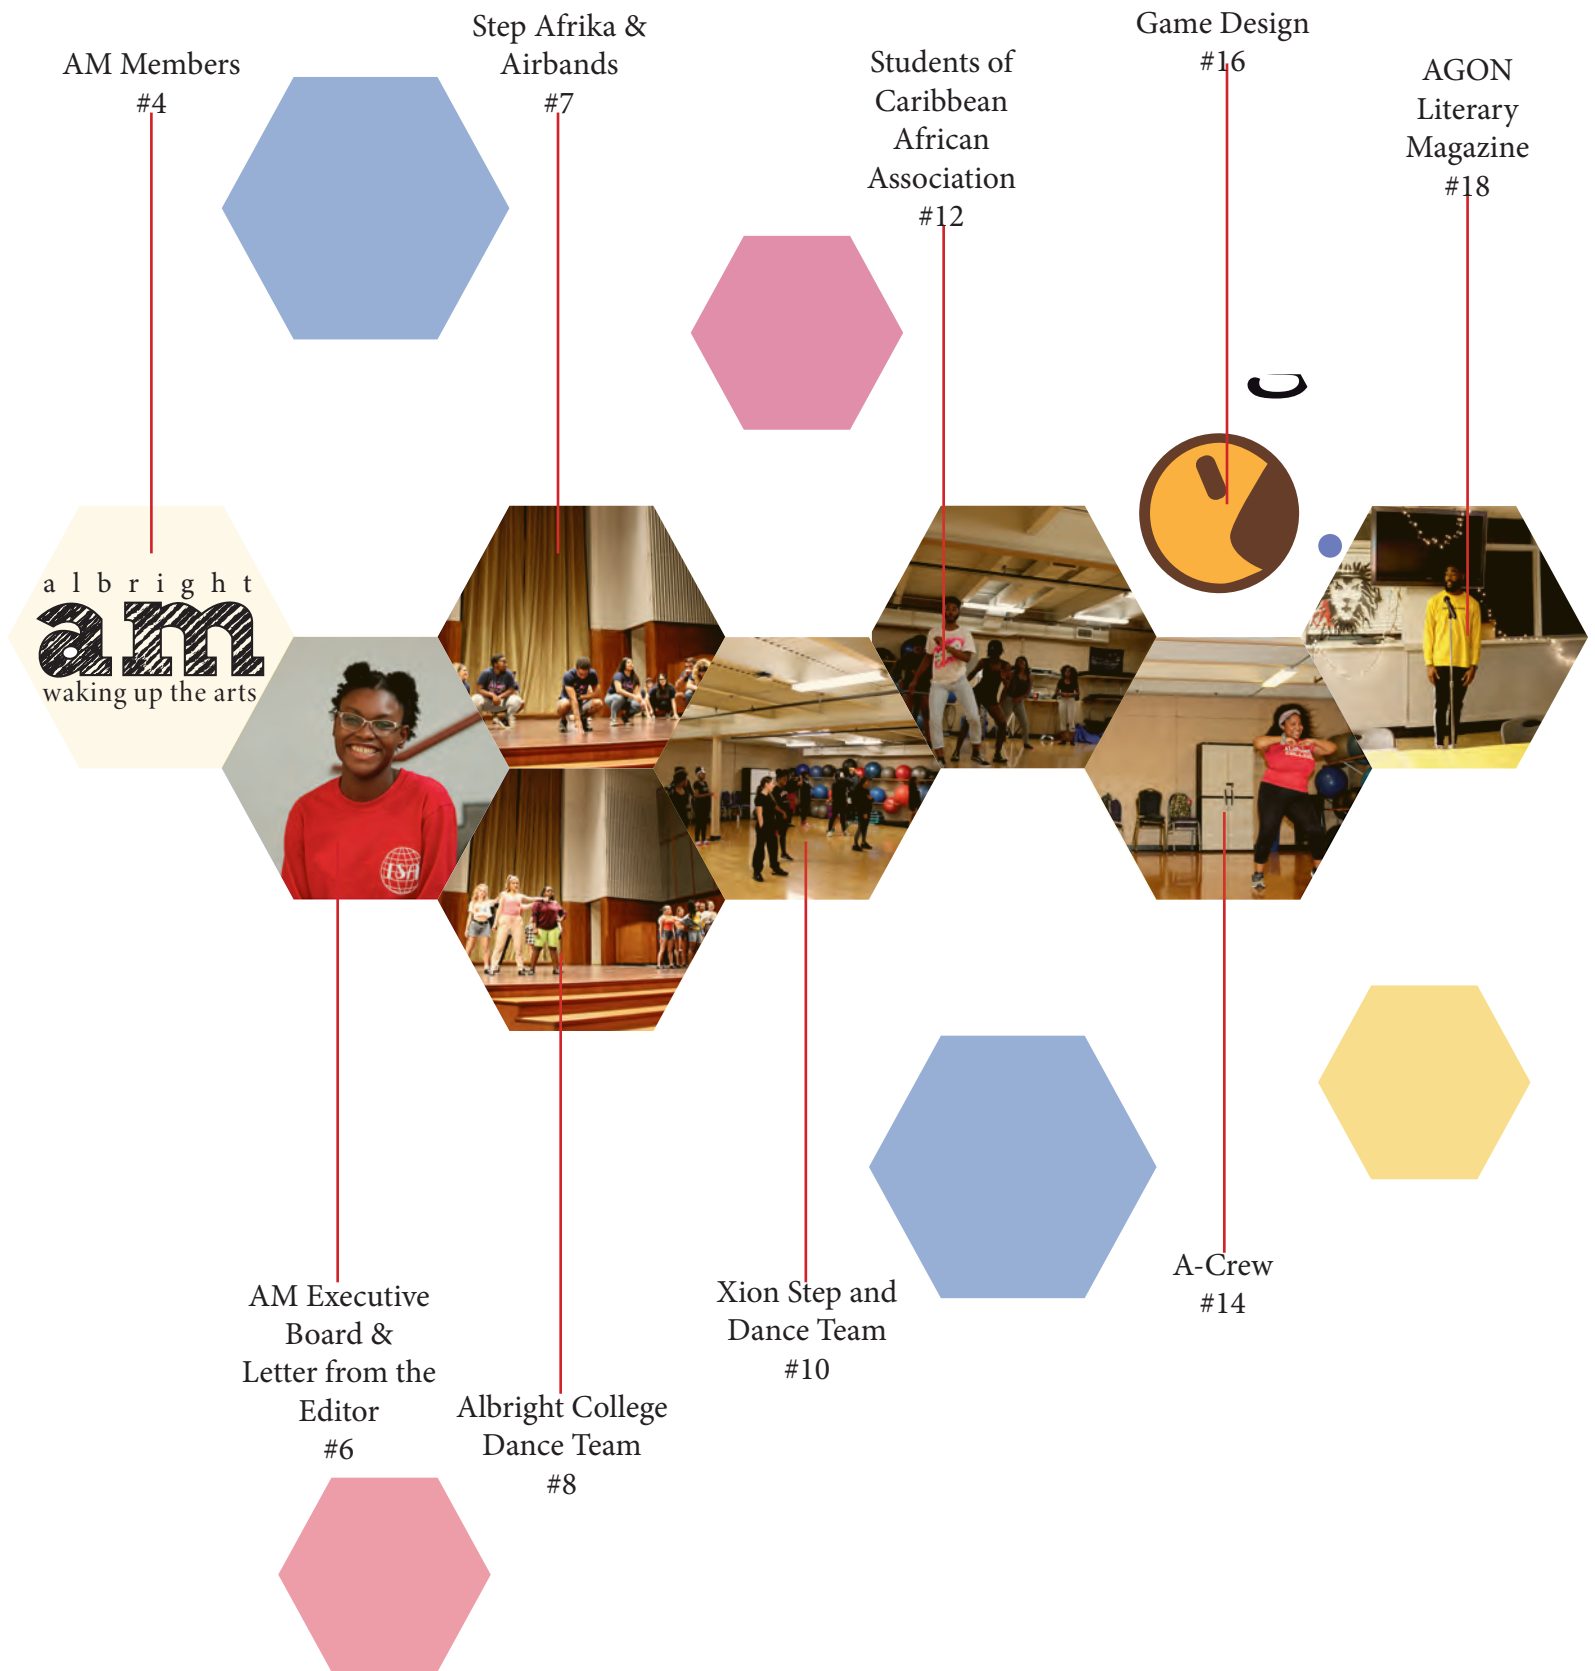 AM Members
#4
Step Afrika &
Airbands
#7
Students of
Caribbean
African
Association
#12
Game Design
#16
AGON
Literary
Magazine
#18
albright
am
waking up the arts
AM Executive
Board &
Letter from the
Editor
#6
Albright College
Dance Team
#8
Xion Step and
Dance Team
#10
A-Crew
#14